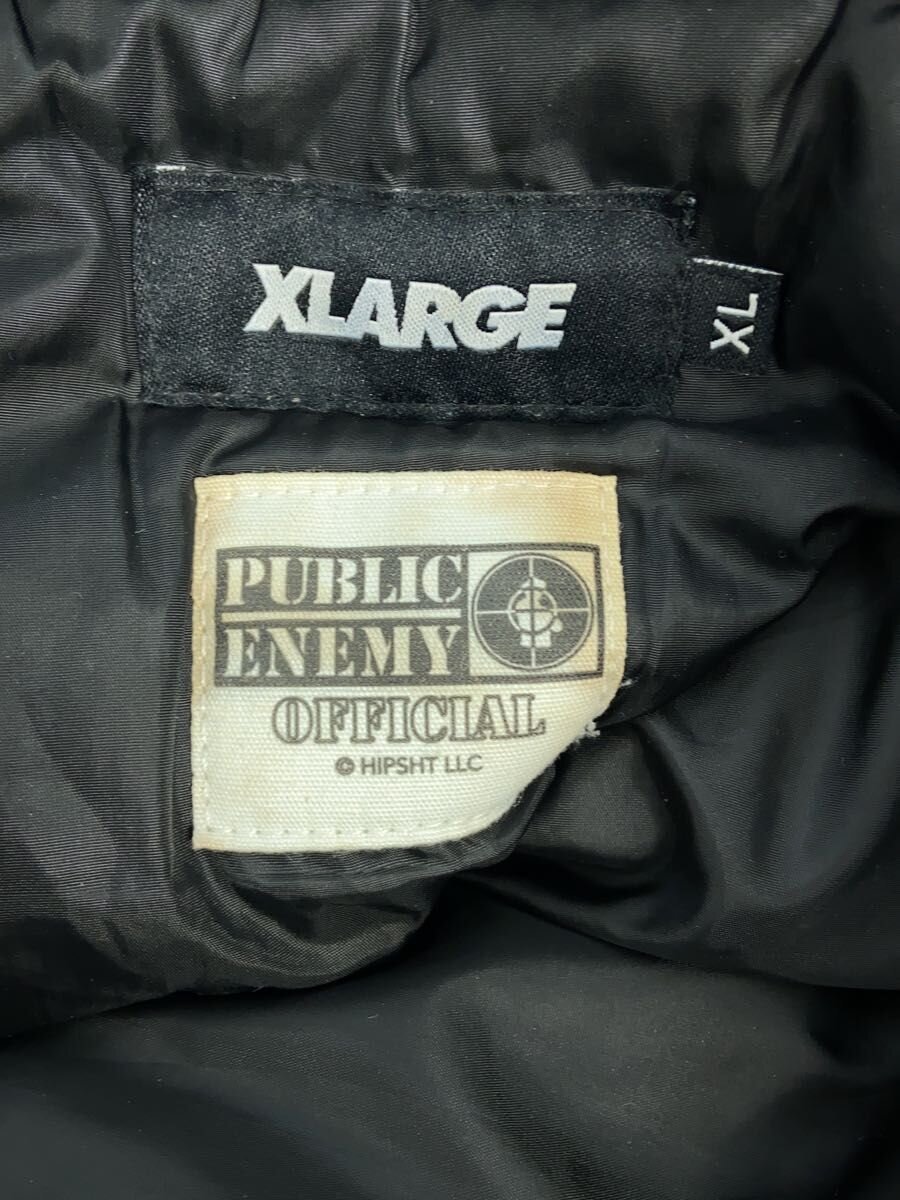 XLARGE
XL
PUBLIC
ENEMY
OFFICIAL
© HIPSHT LLC